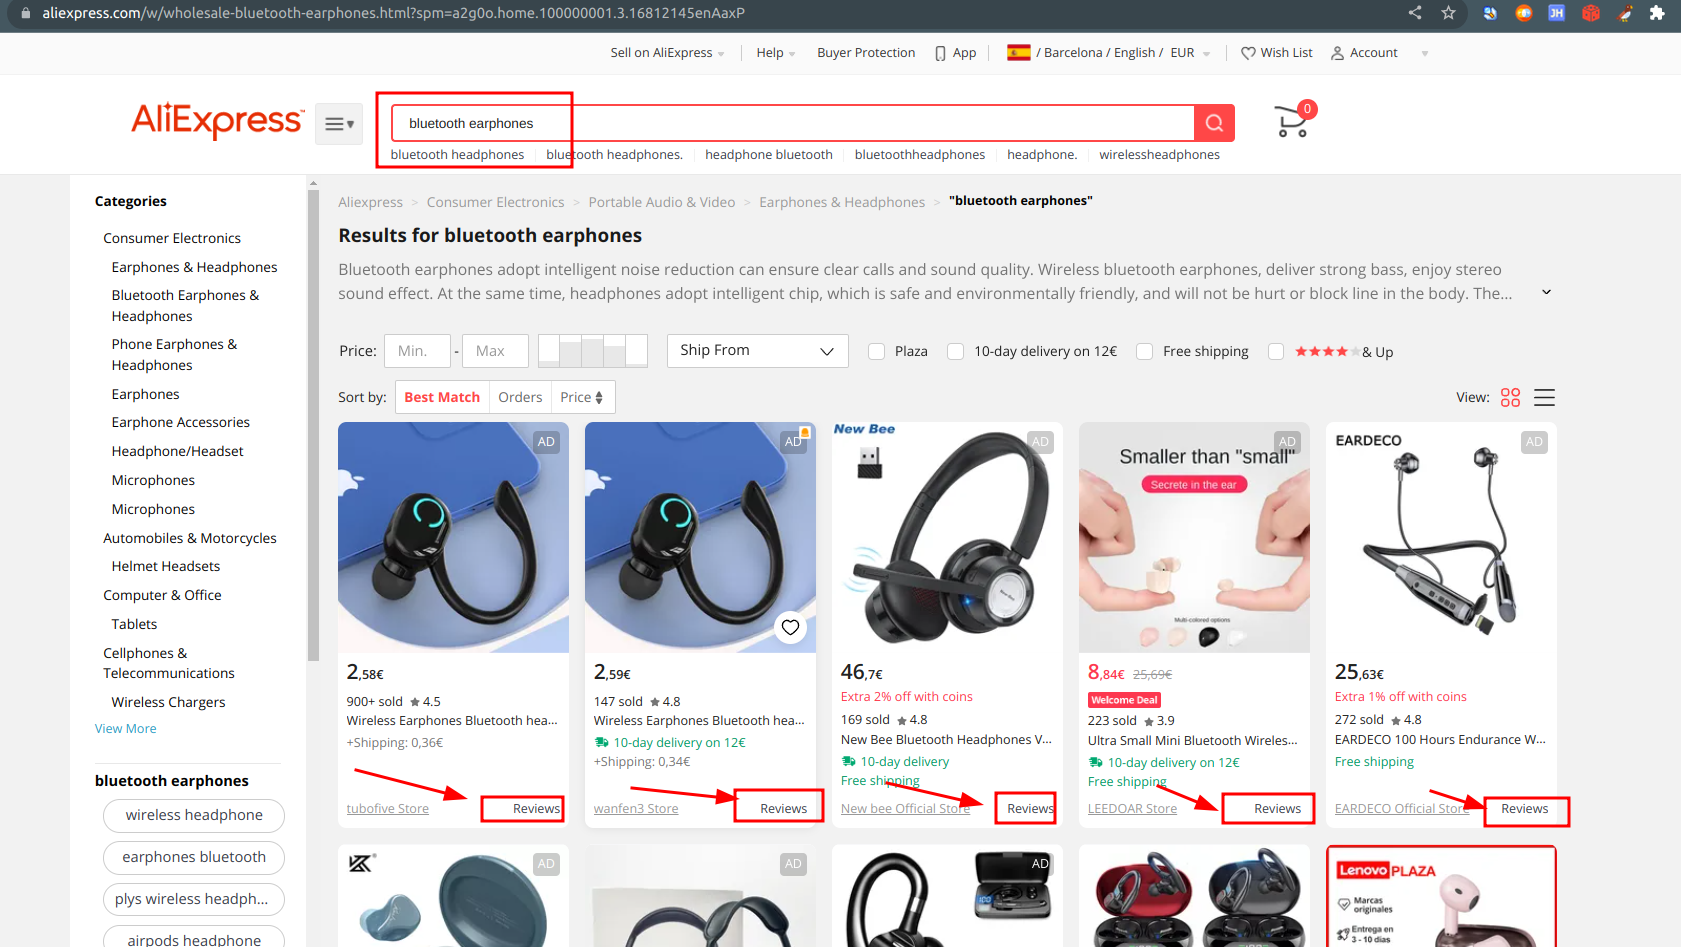 aliexpress.com/w/wholesale-bluetooth-earphones.html?spm=a2g0o.home.100000001.3.16812145enAaxP
JH
Sell on AliExpress
Help
Buyer Protection
App
/ Barcelona / English / EUR
Wish List
Account
AliExpress™
bluetooth earphones
0
bluetooth headphones
bluetooth headphones.
headphone bluetooth
bluetoothheadphones
headphone.
wirelessheadphones
Categories
Consumer Electronics
Earphones & Headphones
Bluetooth Earphones &
Headphones
Phone Earphones &
Headphones
Earphones
Earphone Accessories
Headphone/Headset
Microphones
Microphones
Automobiles & Motorcycles
Helmet Headsets
Computer & Office
Tablets
Cellphones &
Telecommunications
Wireless Chargers
View More
bluetooth earphones
wireless headphone
earphones bluetooth
plys wireless headph...
airpods headphone
Aliexpress > Consumer Electronics > Portable Audio & Video > Earphones & Headphones > "bluetooth earphones"
Results for bluetooth earphones
Bluetooth earphones adopt intelligent noise reduction can ensure clear calls and sound quality. Wireless bluetooth earphones, deliver strong bass, enjoy stereo
sound effect. At the same time, headphones adopt intelligent chip, which is safe and environmentally friendly, and will not be hurt or block line in the body. The...
Price: Min. - Max
Ship From
Plaza
10-day delivery on 12€
Free shipping
& Up
Sort by: Best Match Orders Price
View:
AD
2,58€
900+ sold ★ 4.5
Wireless Earphones Bluetooth hea...
+Shipping: 0,36€
tubofive Store
Reviews
AD
2,59€
147 sold ★ 4.8
Wireless Earphones Bluetooth hea...
10-day delivery on 12€
+Shipping: 0,34€
wanfen3 Store
Reviews
New Bee
AD
46,7€
Extra 2% off with coins
169 sold ★ 4.8
New Bee Bluetooth Headphones V...
10-day delivery
Free shipping
New bee Official Store
Reviews
AD
Smaller than "small"
Secrete in the ear
Multi-colored options
8,84€ 25,69€
Welcome Deal
223 sold ★ 3.9
Ultra Small Mini Bluetooth Wireles...
10-day delivery on 12€
Free shipping
LEEDOAR Store
Reviews
EARDECO
AD
25,63€
Extra 1% off with coins
272 sold ★ 4.8
EARDECO 100 Hours Endurance W...
Free shipping
EARDECO Official Store
Reviews
AD
AD
AD
Lenovo PLAZA
Marcas
originales
Entrega en
3 - 10 días